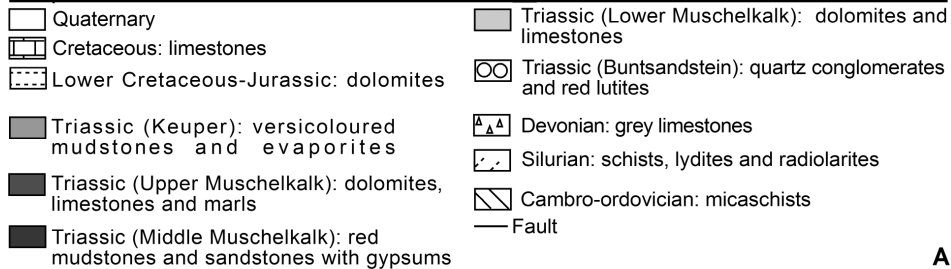 Quaternary
Cretaceous: limestones
Lower Cretaceous-Jurassic: dolomites
Triassic (Keuper): versicoloured
mudstones and evaporites
Triassic (Upper Muschelkalk): dolomites,
limestones and marls
Triassic (Middle Muschelkalk): red
mudstones and sandstones with gypsums
Triassic (Lower Muschelkalk): dolomites and
limestones
Triassic (Buntsandstein): quartz conglomerates
and red lutites
Devonian: grey limestones
Silurian: schists, lydites and radiolarites
Cambro-ordovician: micaschists
Fault
A